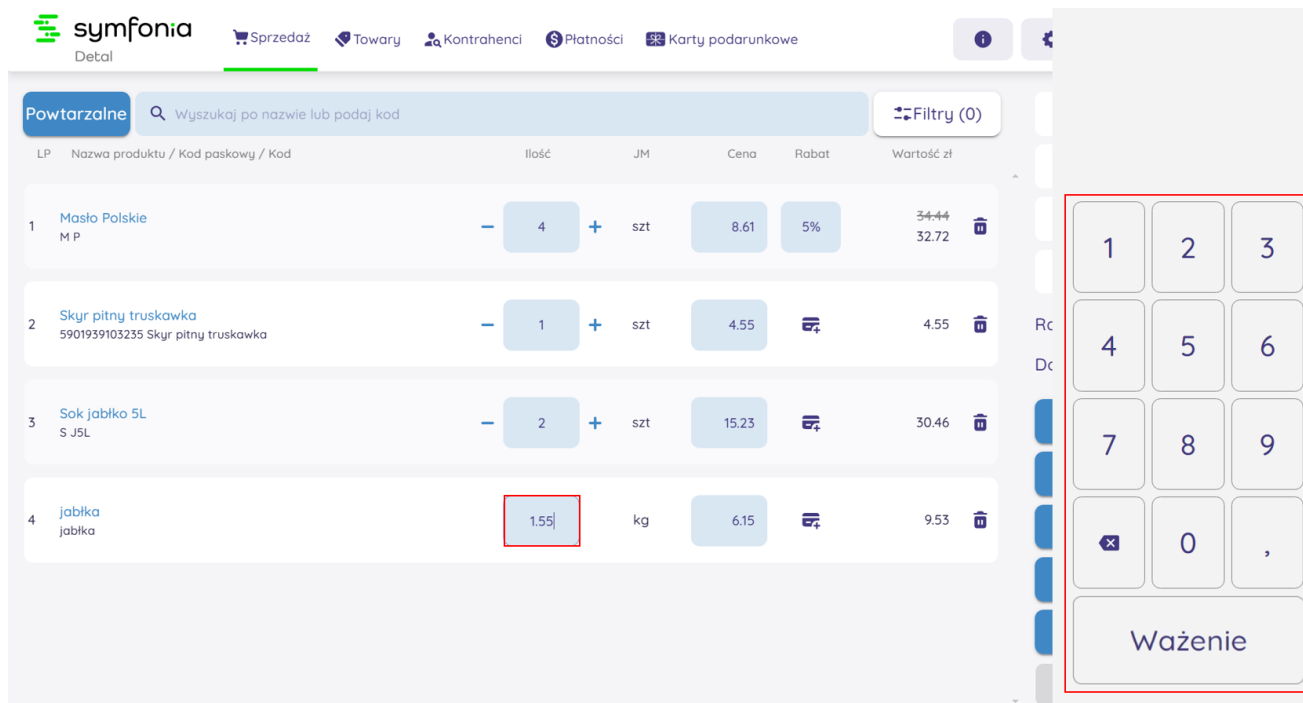 symfonia
Detal
Sprzedaż Towary Kontrahenci Płatności Karty podarunkowe
Powtarzalne Wyszukaj po nazwie lub podaj kod Filtry (0)
LP Nazwa produktu / Kod paskowy / Kod Ilość JM Cena Rabat Wartość zł
1 Masło Polskie
M P
− 4 + szt 8.61 5% 34.44
32.72
2 Skyr pitny truskawka
5901939103235 Skyr pitny truskawka
− 1 + szt 4.55 4.55
3 Sok jabłko 5L
S J5L
− 2 + szt 15.23 30.46
4 jabłka
jabłka
1.55 kg 6.15 9.53
1 2 3
4 5 6
7 8 9
0 ,
Ważenie